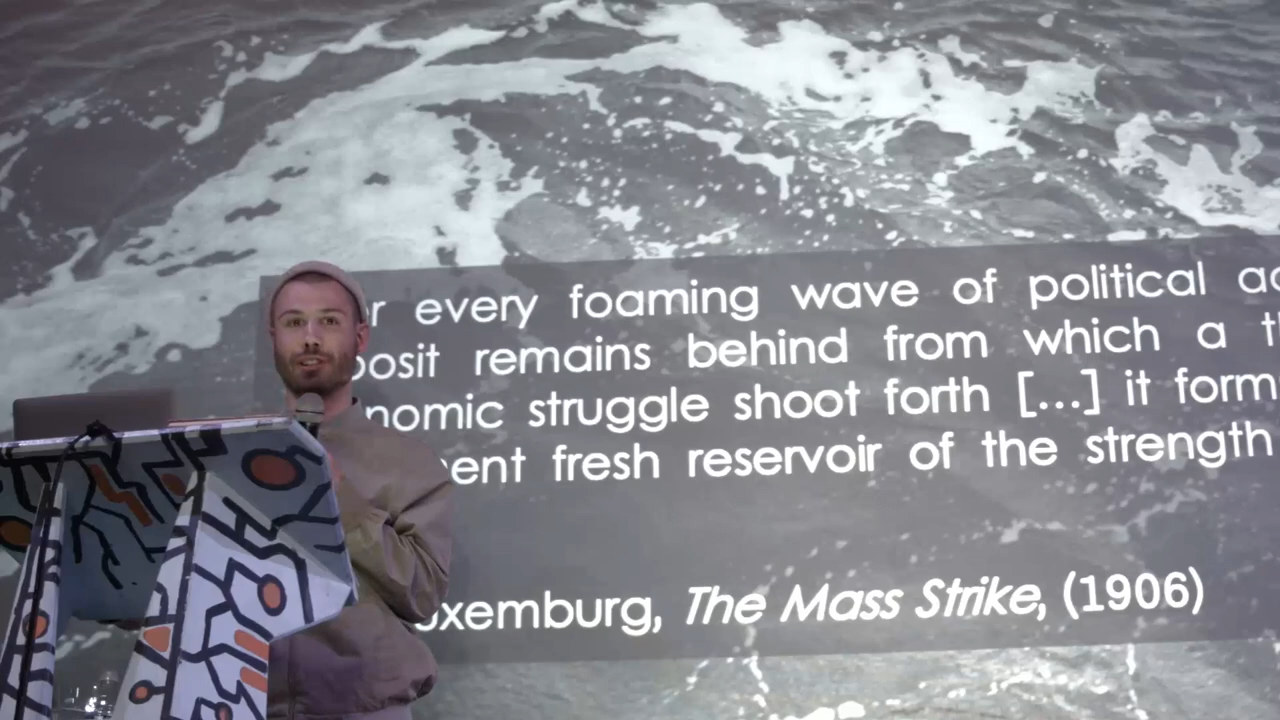 every foaming wave of political
remains behind from which a
struggle shoot forth [...] it
fresh reservoir of the strength
The Mass Strike, (1906)